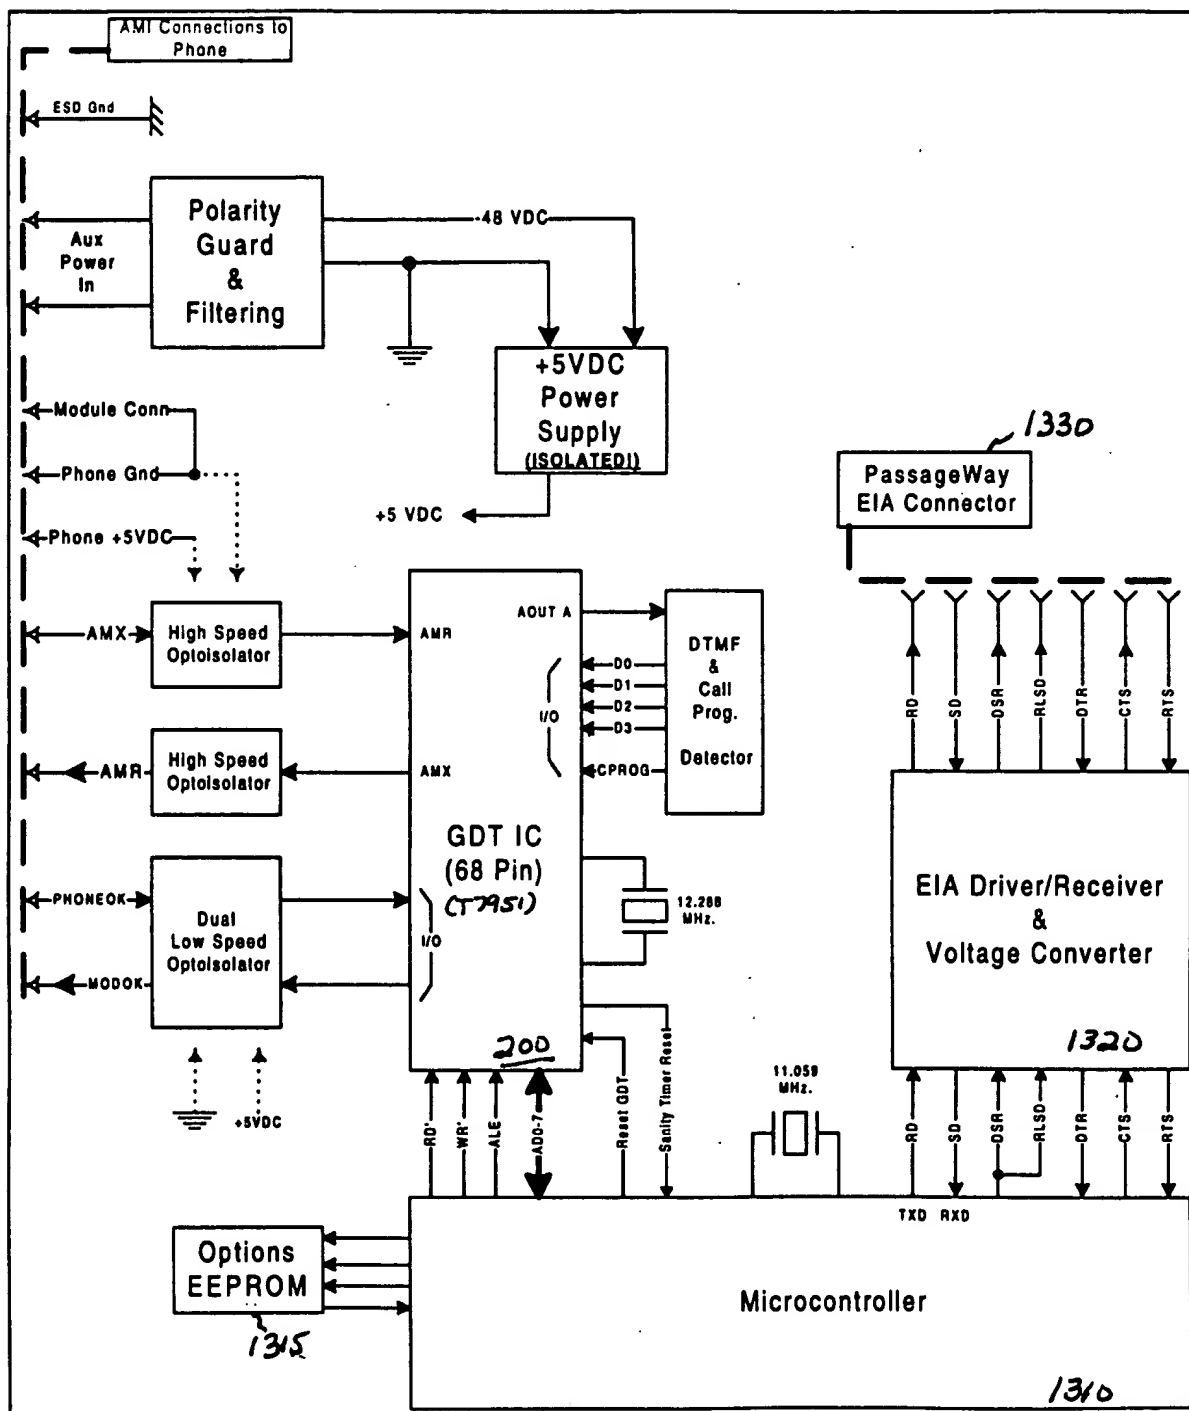 AMI Connections to
Phone
ESD Gnd
Polarity
Guard
&
Filtering
-48 VDC
Aux
Power
In
+5VDC
Power
Supply
(ISOLATED!)
Module Conn
Phone Gnd
+5 VDC
Phone +5VDC
1330
PassageWay
EIA Connector
AMX
High Speed
Optoisolator
AMR
AOUT A
DTMF
&
Call
Prog.
Detector
D0
D1
D2
D3
I/O
CPROG
RD
SD
DSR
RLSD
DTR
CTS
RTS
AMR
High Speed
Optoisolator
AMX
GDT IC
(68 Pin)
(T7951)
12.288
MHz.
EIA Driver/Receiver
&
Voltage Converter
1320
PHONEOK
Dual
Low Speed
Optoisolator
I/O
MODOK
200
+5VDC
RD'
WR'
ALE
AD0-7
Reset GDT
Sanity Timer Reset
11.059
MHz.
RD
SD
DSR
RLSD
DTR
CTS
RTS
TXD RXD
Options
EEPROM
1315
Microcontroller
1310